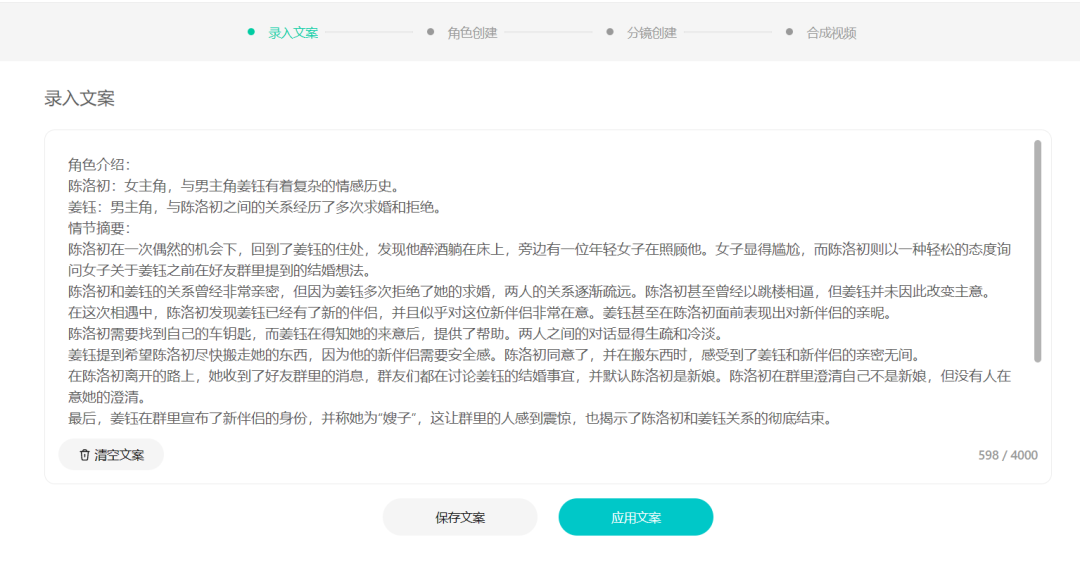 录入文案 角色创建 分镜创建 合成视频
录入文案
角色介绍：
陈洛初：女主角，与男主角姜钰有着复杂的情感历史。
姜钰：男主角，与陈洛初之间的关系经历了多次求婚和拒绝。
情节摘要：
陈洛初在一次偶然的机会下，回到了姜钰的住处，发现他醉酒躺在床上，旁边有一位年轻女子在照顾他。女子显得尴尬，而陈洛初则以一种轻松的态度询
问女子关于姜钰之前在好友群里提到的结婚想法。
陈洛初和姜钰的关系曾经非常亲密，但因为姜钰多次拒绝了她的求婚，两人的关系逐渐疏远。陈洛初甚至曾经以跳楼相逼，但姜钰并未因此改变主意。
在这次相遇中，陈洛初发现姜钰已经有了新的伴侣，并且似乎对这位新伴侣非常在意。姜钰甚至在陈洛初面前表现出对新伴侣的亲昵。
陈洛初需要找到自己的车钥匙，而姜钰在得知她的来意后，提供了帮助。两人之间的对话显得生疏和冷淡。
姜钰提到希望陈洛初尽快搬走她的东西，因为他的新伴侣需要安全感。陈洛初同意了，并在搬东西时，感受到了姜钰和新伴侣的亲密无间。
在陈洛初离开的路上，她收到了好友群里的消息，群友们都在讨论姜钰的结婚事宜，并默认陈洛初是新娘。陈洛初在群里澄清自己不是新娘，但没有人在
意她的澄清。
最后，姜钰在群里宣布了新伴侣的身份，并称她为“嫂子”，这让群里的人感到震惊，也揭示了陈洛初和姜钰关系的彻底结束。
清空文案 598 / 4000
保存文案 应用文案